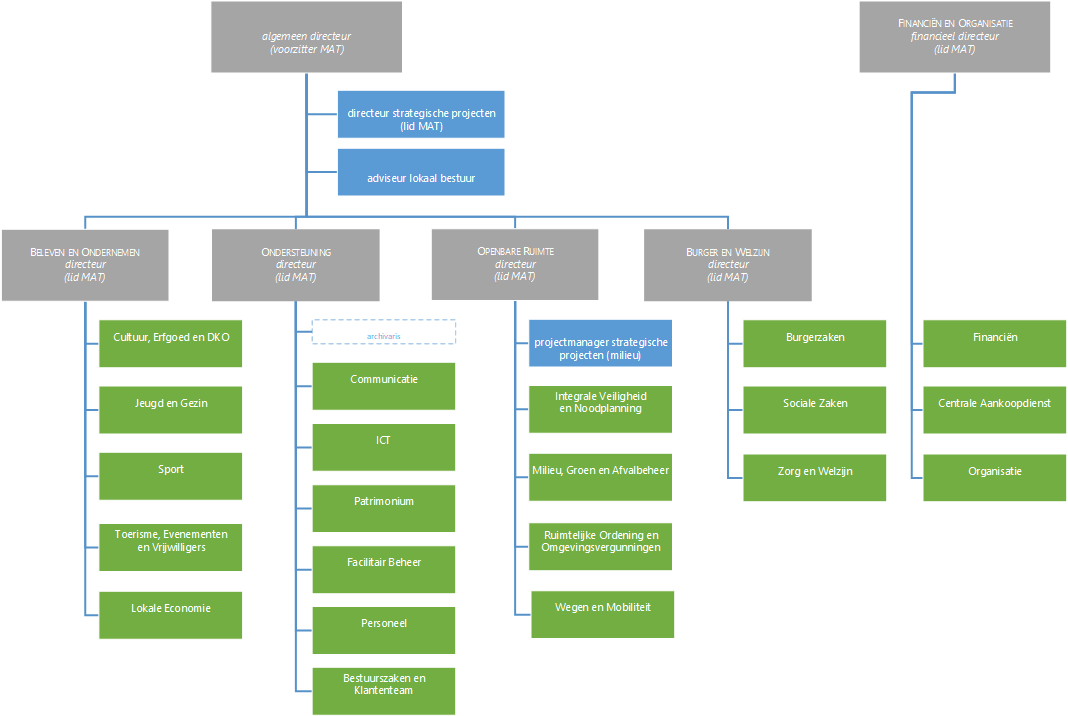 algemeen directeur
(voorzitter MAT)
FINANCIËN EN ORGANISATIE
financieel directeur
(lid MAT)
directeur strategische projecten
(lid MAT)
adviseur lokaal bestuur
BELEVEN EN ONDERNEMEN
directeur
(lid MAT)
ONDERSTEUNING
directeur
(lid MAT)
OPENBARE RUIMTE
directeur
(lid MAT)
BURGER EN WELZIJN
directeur
(lid MAT)
Cultuur, Erfgoed en DKO
Jeugd en Gezin
Sport
Toerisme, Evenementen
en Vrijwilligers
Lokale Economie
archivaris
Communicatie
ICT
Patrimonium
Facilitair Beheer
Personeel
Bestuurszaken en
Klantenteam
projectmanager strategische
projecten (milieu)
Integrale Veiligheid
en Noodplanning
Milieu, Groen en Afvalbeheer
Ruimtelijke Ordening en
Omgevingsvergunningen
Wegen en Mobiliteit
Burgerzaken
Sociale Zaken
Zorg en Welzijn
Financiën
Centrale Aankoopdienst
Organisatie